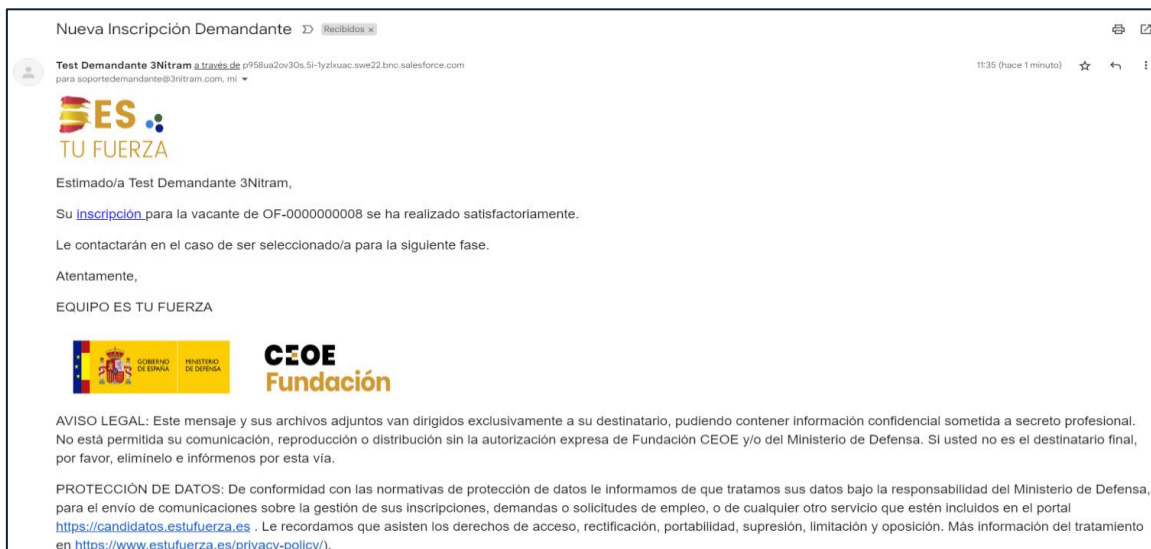 Nueva Inscripción Demandante Recibidos x
Test Demandante 3Nitram a través de p958ua2ov30s.5i-1yzlxuac.swe22.bnc.salesforce.com 11:35 (hace 1 minuto)
para soportedemandante@3nitram.com, mí
ES
TU FUERZA
Estimado/a Test Demandante 3Nitram,
Su inscripción para la vacante de OF-0000000008 se ha realizado satisfactoriamente.
Le contactarán en el caso de ser seleccionado/a para la siguiente fase.
Atentamente,
EQUIPO ES TU FUERZA
GOBIERNO MINISTERIO
DE ESPAÑA DE DEFENSA
CEOE
Fundación
AVISO LEGAL: Este mensaje y sus archivos adjuntos van dirigidos exclusivamente a su destinatario, pudiendo contener información confidencial sometida a secreto profesional.
No está permitida su comunicación, reproducción o distribución sin la autorización expresa de Fundación CEOE y/o del Ministerio de Defensa. Si usted no es el destinatario final,
por favor, elimínelo e infórmenos por esta vía.
PROTECCIÓN DE DATOS: De conformidad con las normativas de protección de datos le informamos de que tratamos sus datos bajo la responsabilidad del Ministerio de Defensa,
para el envío de comunicaciones sobre la gestión de sus inscripciones, demandas o solicitudes de empleo, o de cualquier otro servicio que estén incluidos en el portal
https://candidatos.estufuerza.es . Le recordamos que asisten los derechos de acceso, rectificación, portabilidad, supresión, limitación y oposición. Más información del tratamiento
en https://www.estufuerza.es/privacy-policy/).